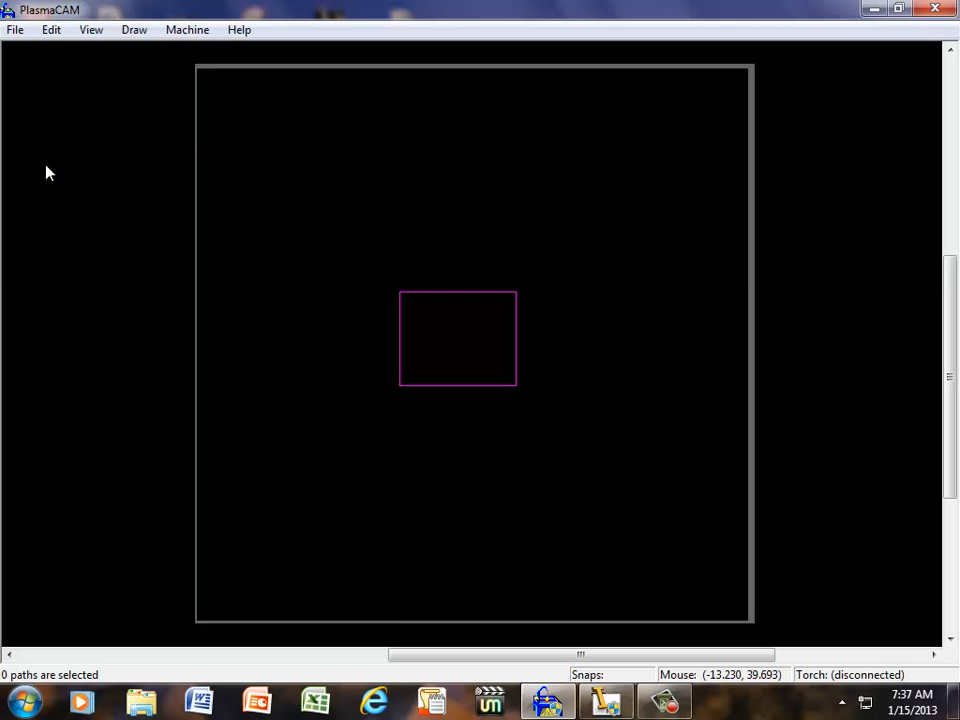 PlasmaCAM
File Edit View Draw Machine Help
0 paths are selected Snaps: Mouse: (-13.230, 39.693) Torch: (disconnected)
7:37 AM
1/15/2013